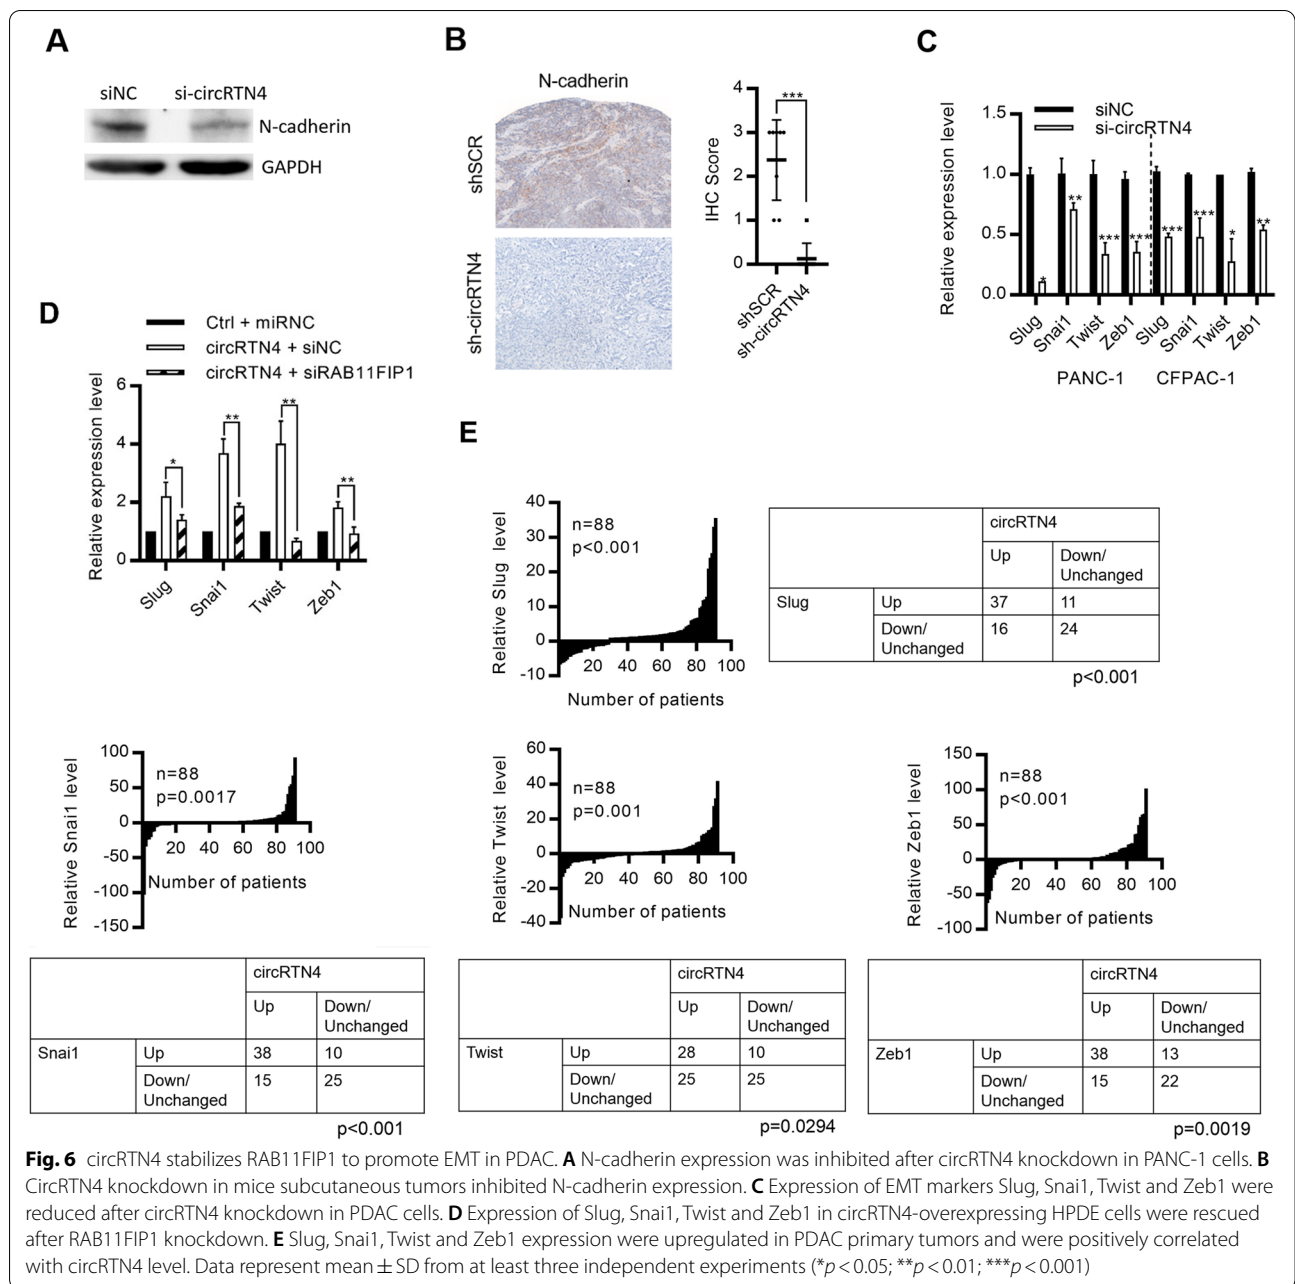 A
siNC si-circRTN4
N-cadherin
GAPDH
B
N-cadherin
shSCR
sh-circRTN4
IHC Score
4
3
2
1
0
***
shSCR
sh-circRTN4
C
siNC
si-circRTN4
Relative expression level
1.5
1.0
0.5
0.0
* ** *** *** *** *** * **
Slug Snai1 Twist Zeb1 Slug Snai1 Twist Zeb1
PANC-1 CFPAC-1
D
Ctrl + miRNC
circRTN4 + siNC
circRTN4 + siRAB11FIP1
Relative expression level
6
4
2
0
* ** ** **
Slug Snai1 Twist Zeb1
E
Relative Slug level
40
30
20
10
0
-10
n=88
p<0.001
20 40 60 80 100
Number of patients
circRTN4
Up Down/
Unchanged
Slug Up 37 11
Down/ 16 24
Unchanged
p<0.001
Relative Snai1 level
100
50
0
-50
-100
-150
n=88
p=0.0017
20 40 60 80 100
Number of patients
Relative Twist level
60
40
20
0
-20
-40
n=88
p=0.001
20 40 60 80 100
Number of patients
Relative Zeb1 level
150
100
50
0
-50
-100
n=88
p<0.001
20 40 60 80 100
Number of patients
circRTN4
Up Down/
Unchanged
Snai1 Up 38 10
Down/ 15 25
Unchanged
p<0.001
circRTN4
Up Down/
Unchanged
Twist Up 28 10
Down/ 25 25
Unchanged
p=0.0294
circRTN4
Up Down/
Unchanged
Zeb1 Up 38 13
Down/ 15 22
Unchanged
p=0.0019
Fig. 6 circRTN4 stabilizes RAB11FIP1 to promote EMT in PDAC. A N-cadherin expression was inhibited after circRTN4 knockdown in PANC-1 cells. B
CircRTN4 knockdown in mice subcutaneous tumors inhibited N-cadherin expression. C Expression of EMT markers Slug, Snai1, Twist and Zeb1 were
reduced after circRTN4 knockdown in PDAC cells. D Expression of Slug, Snai1, Twist and Zeb1 in circRTN4-overexpressing HPDE cells were rescued
after RAB11FIP1 knockdown. E Slug, Snai1, Twist and Zeb1 expression were upregulated in PDAC primary tumors and were positively correlated
with circRTN4 level. Data represent mean ± SD from at least three independent experiments (*p < 0.05; **p < 0.01; ***p < 0.001)